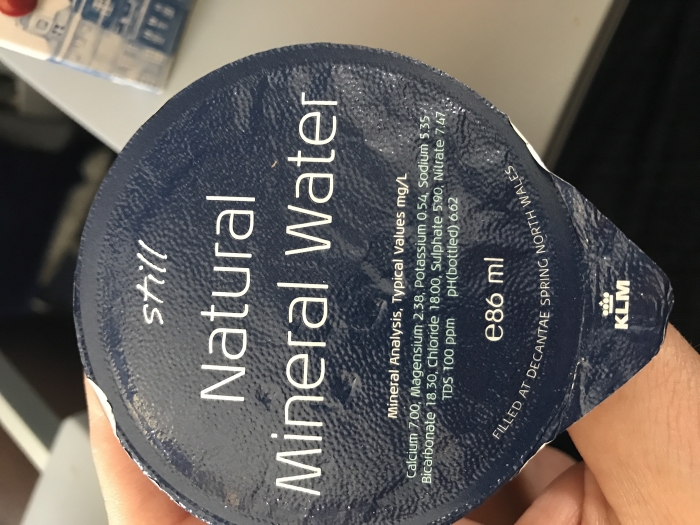 still
Natural
Mineral Water
Mineral Analysis, Typical Values mg/L
Calcium 7.00, Magensium 2.38, Potassium 0.54, Sodium 5.35
Bicarbonate 18.30, Chloride 18.00, Sulphate 5.90, Nitrate 7.47
TDS 100 ppm pH(bottled) 6.62
℮86 ml
FILLED AT DECANTAE SPRING NORTH WALES
KLM